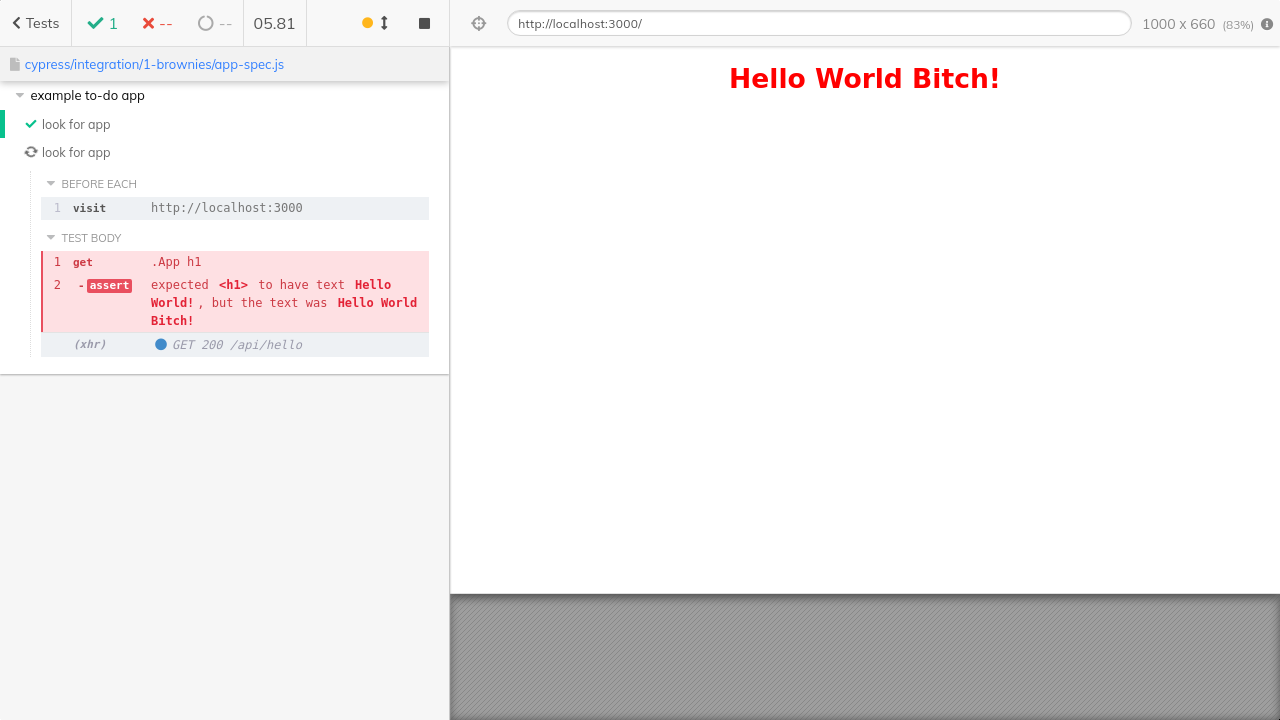 Tests 1 -- -- 05.81
http://localhost:3000/ 1000 x 660 (83%)
cypress/integration/1-brownies/app-spec.js
example to-do app
look for app
look for app
BEFORE EACH
1 visit http://localhost:3000
TEST BODY
1 get .App h1
2 -assert expected <h1> to have text Hello
World!, but the text was Hello World
Bitch!
(xhr) GET 200 /api/hello
Hello World Bitch!